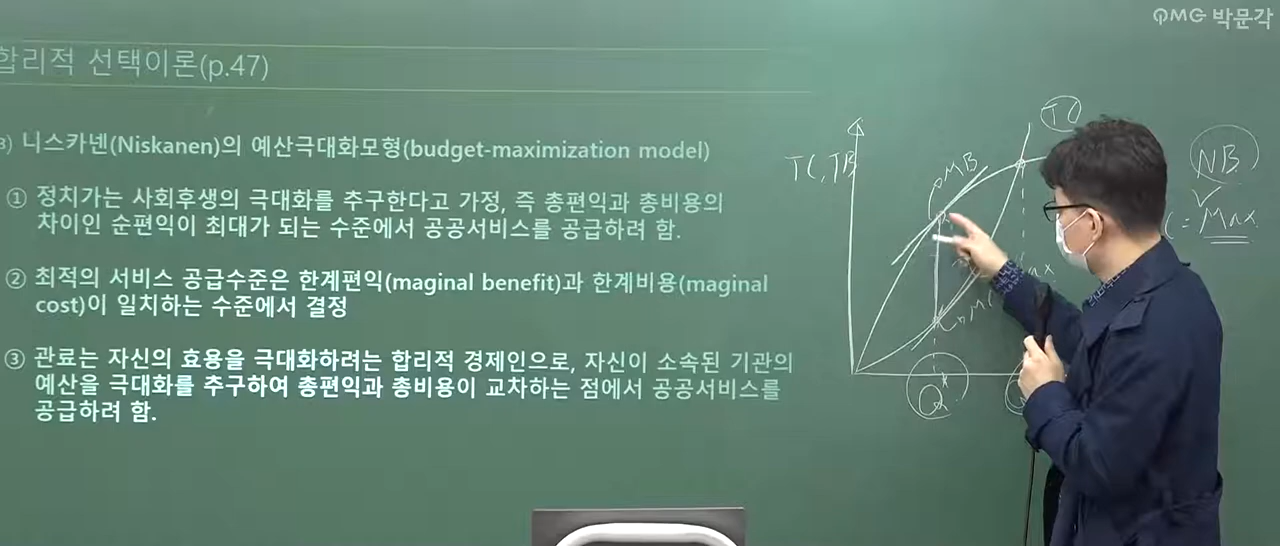 PMG 박문각
합리적 선택이론(p.47)
3) 니스카넨(Niskanen)의 예산극대화모형(budget-maximization model)
① 정치가는 사회후생의 극대화를 추구한다고 가정, 즉 총편익과 총비용의
차이인 순편익이 최대가 되는 수준에서 공공서비스를 공급하려 함.
② 최적의 서비스 공급수준은 한계편익(maginal benefit)과 한계비용(maginal
cost)이 일치하는 수준에서 결정
③ 관료는 자신의 효용을 극대화하려는 합리적 경제인으로, 자신이 소속된 기관의
예산을 극대화를 추구하여 총편익과 총비용이 교차하는 점에서 공공서비스를
공급하려 함.
TC, TB
MB
TC
NB
= Max
Q*